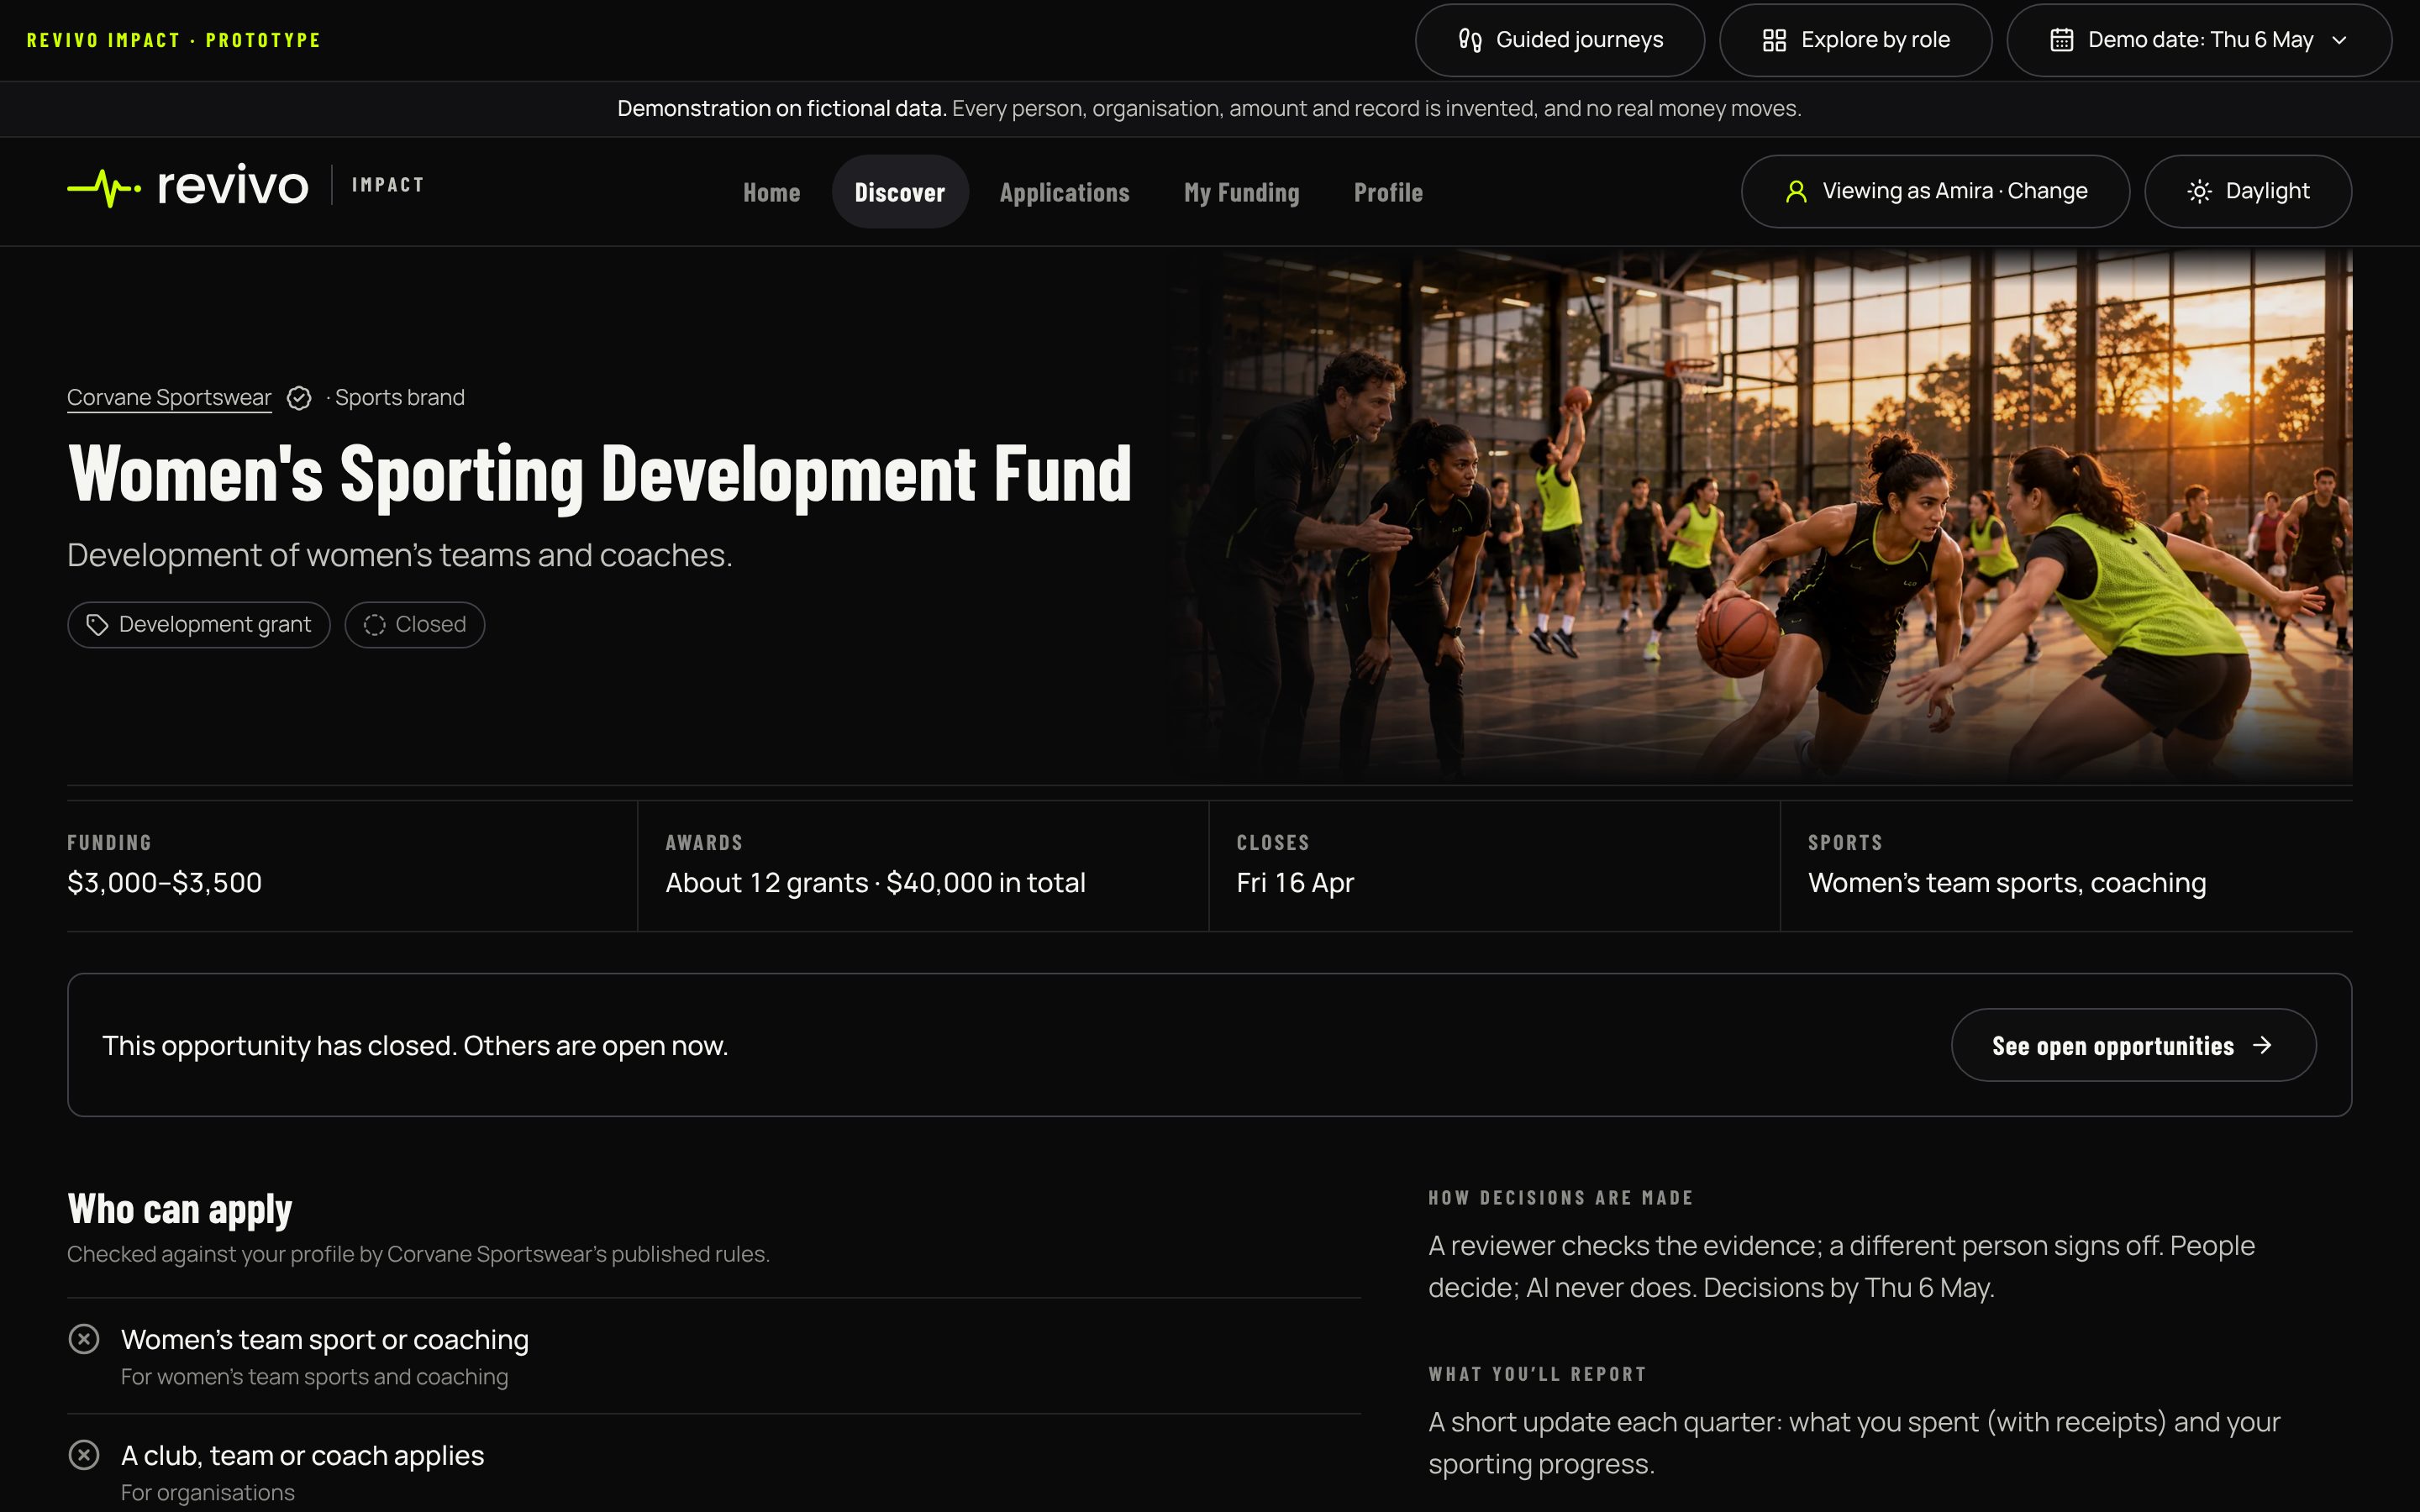 REVIVO IMPACT · PROTOTYPE
Guided journeys
Explore by role
Demo date: Thu 6 May
Demonstration on fictional data. Every person, organisation, amount and record is invented, and no real money moves.
revivo
IMPACT
Home
Discover
Applications
My Funding
Profile
Viewing as Amira · Change
Daylight
Corvane Sportswear · Sports brand
Women's Sporting Development Fund
Development of women’s teams and coaches.
Development grant
Closed
FUNDING
$3,000–$3,500
AWARDS
About 12 grants · $40,000 in total
CLOSES
Fri 16 Apr
SPORTS
Women’s team sports, coaching
This opportunity has closed. Others are open now.
See open opportunities
Who can apply
Checked against your profile by Corvane Sportswear’s published rules.
Women’s team sport or coaching
For women’s team sports and coaching
A club, team or coach applies
For organisations
HOW DECISIONS ARE MADE
A reviewer checks the evidence; a different person signs off. People
decide; AI never does. Decisions by Thu 6 May.
WHAT YOU’LL REPORT
A short update each quarter: what you spent (with receipts) and your
sporting progress.